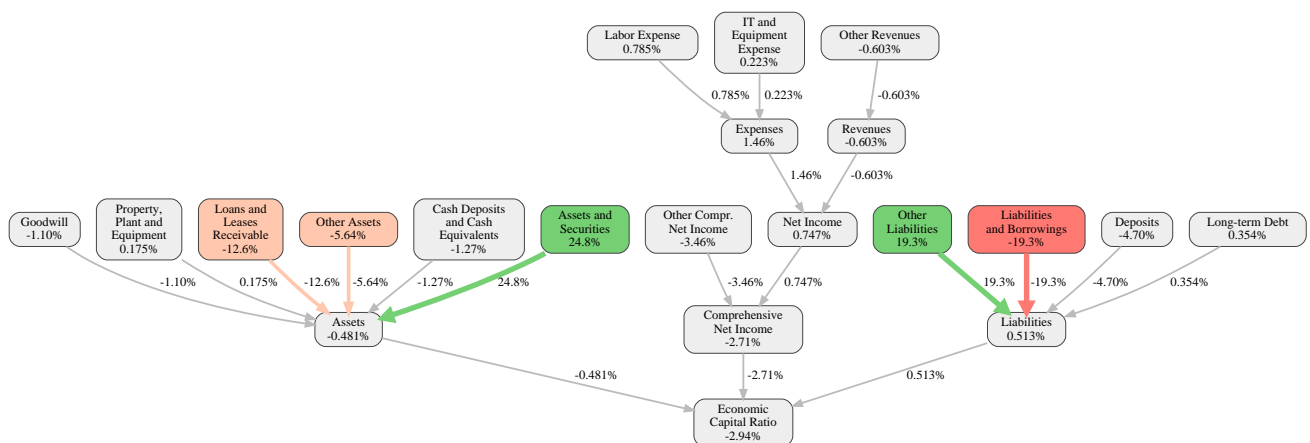 Labor Expense
0.785%
IT and
Equipment
Expense
0.223%
Other Revenues
-0.603%
0.785%
0.223%
-0.603%
Expenses
1.46%
Revenues
-0.603%
1.46%
-0.603%
Goodwill
-1.10%
Property,
Plant and
Equipment
0.175%
Loans and
Leases
Receivable
-12.6%
Other Assets
-5.64%
Cash Deposits
and Cash
Equivalents
-1.27%
Assets and
Securities
24.8%
Other Compr.
Net Income
-3.46%
Net Income
0.747%
Other
Liabilities
19.3%
Liabilities
and Borrowings
-19.3%
Deposits
-4.70%
Long-term Debt
0.354%
-1.10%
0.175%
-12.6%
-5.64%
-1.27%
24.8%
-3.46%
0.747%
19.3%
-19.3%
-4.70%
0.354%
Assets
-0.481%
Comprehensive
Net Income
-2.71%
Liabilities
0.513%
-0.481%
-2.71%
0.513%
Economic
Capital Ratio
-2.94%